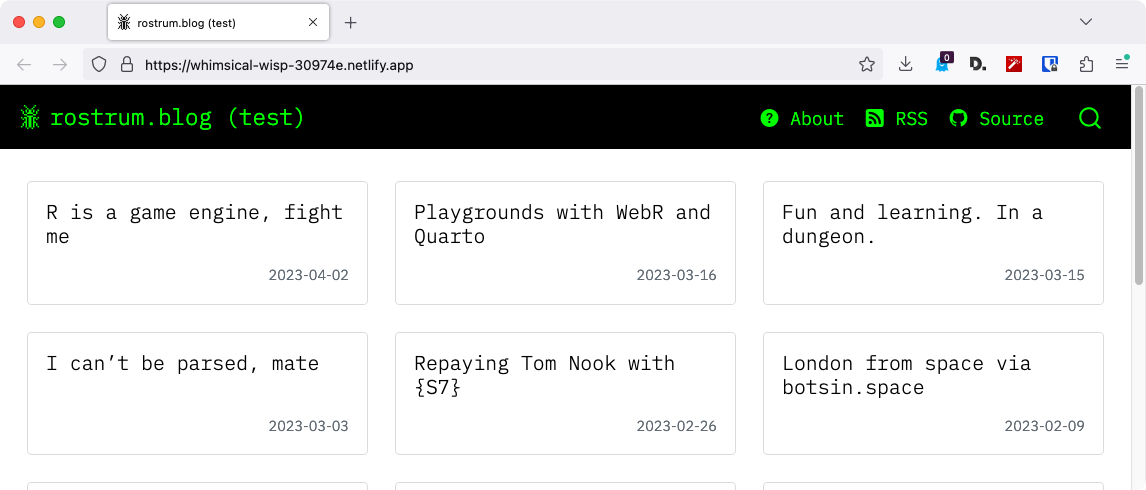 rostrum.blog (test)
https://whimsical-wisp-30974e.netlify.app
0
D.
rostrum.blog (test)
? About
RSS
Source
R is a game engine, fight
me
2023-04-02
Playgrounds with WebR and
Quarto
2023-03-16
Fun and learning. In a
dungeon.
2023-03-15
I can’t be parsed, mate
2023-03-03
Repaying Tom Nook with
{S7}
2023-02-26
London from space via
botsin.space
2023-02-09